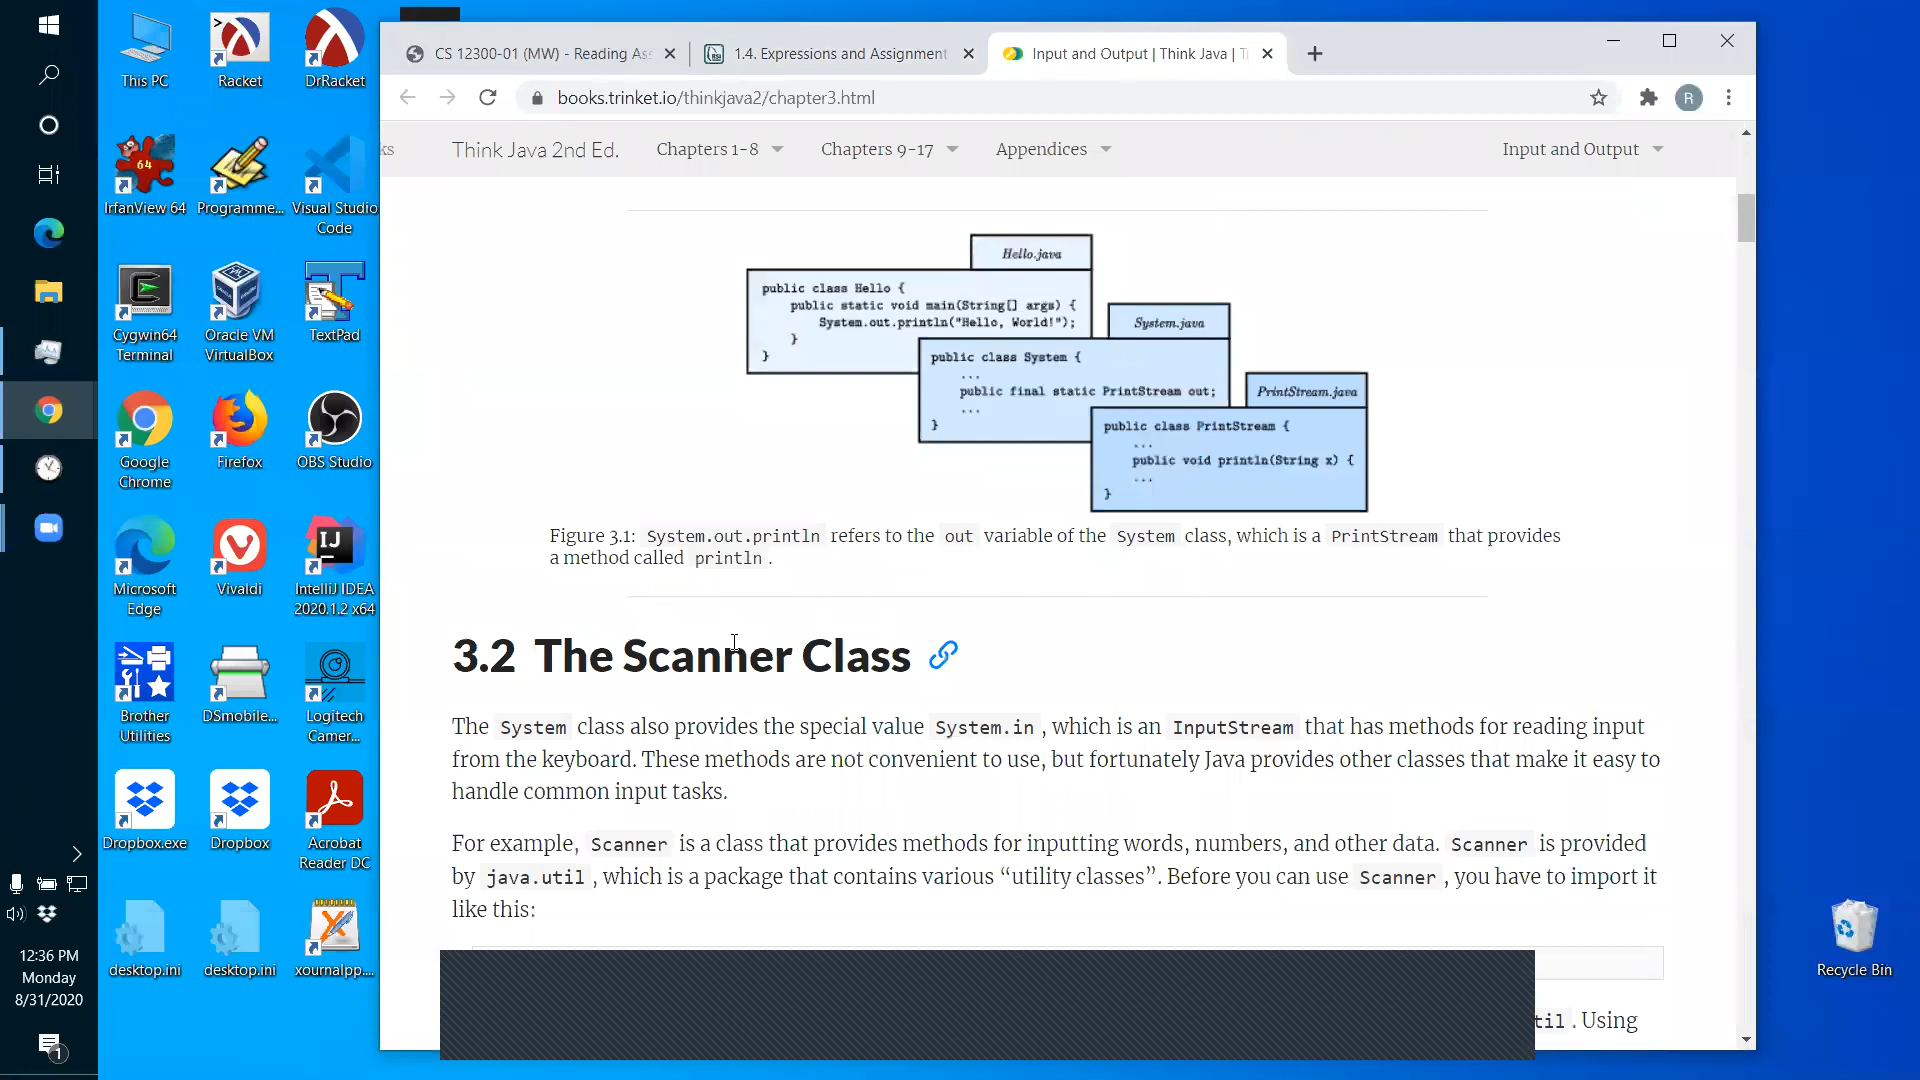 This PC
Racket
DrRacket
IrfanView 64
Programme...
Visual Studio
Code
Cygwin64
Terminal
Oracle VM
VirtualBox
TextPad
Google
Chrome
Firefox
OBS Studio
Microsoft
Edge
Vivaldi
IntelliJ IDEA
2020.1.2 x64
Brother
Utilities
DSmobile...
Logitech
Camer...
Dropbox.exe
Dropbox
Acrobat
Reader DC
desktop.ini
desktop.ini
xournalpp....
12:36 PM
Monday
8/31/2020
1
CS 12300-01 (MW) - Reading Ass
1.4. Expressions and Assignment
Input and Output | Think Java | T
books.trinket.io/thinkjava2/chapter3.html
R
ks
Think Java 2nd Ed.
Chapters 1-8
Chapters 9-17
Appendices
Input and Output
Hello.java
public class Hello {
public static void main(String[] args) {
System.out.println("Hello, World!");
}
}
System.java
public class System {
...
public final static PrintStream out;
...
}
PrintStream.java
public class PrintStream {
...
public void println(String x) {
...
}
Figure 3.1: System.out.println refers to the out variable of the System class, which is a PrintStream that provides
a method called println.
3.2 The Scanner Class
The System class also provides the special value System.in, which is an InputStream that has methods for reading input
from the keyboard. These methods are not convenient to use, but fortunately Java provides other classes that make it easy to
handle common input tasks.
For example, Scanner is a class that provides methods for inputting words, numbers, and other data. Scanner is provided
by java.util, which is a package that contains various “utility classes”. Before you can use Scanner, you have to import it
like this:
til. Using
Recycle Bin